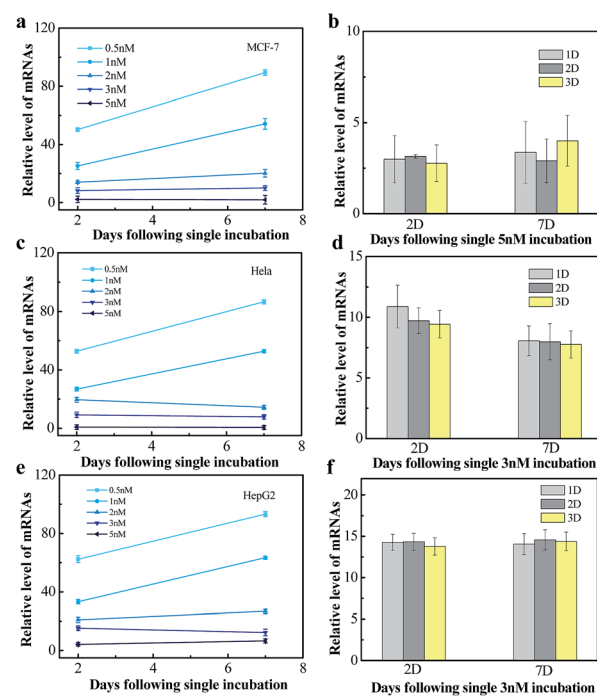 a
120
80
40
0
Relative level of mRNAs
0.5nM
1nM
2nM
3nM
5nM
MCF-7
2
4
6
8
Days following single incubation
b
10
5
0
Relative level of mRNAs
1D
2D
3D
2D
7D
Days following single 5nM incubation
c
120
80
40
0
Relative level of mRNAs
0.5nM
1nM
2nM
3nM
5nM
Hela
2
4
6
8
Days following single incubation
d
15
10
5
0
Relative level of mRNAs
1D
2D
3D
2D
7D
Days following single 3nM incubation
e
120
80
40
0
Relative level of mRNAs
0.5nM
1nM
2nM
3nM
5nM
HepG2
2
4
6
8
Days following single incubation
f
20
15
10
5
0
Relative level of mRNAs
1D
2D
3D
2D
7D
Days following single 3nM incubation